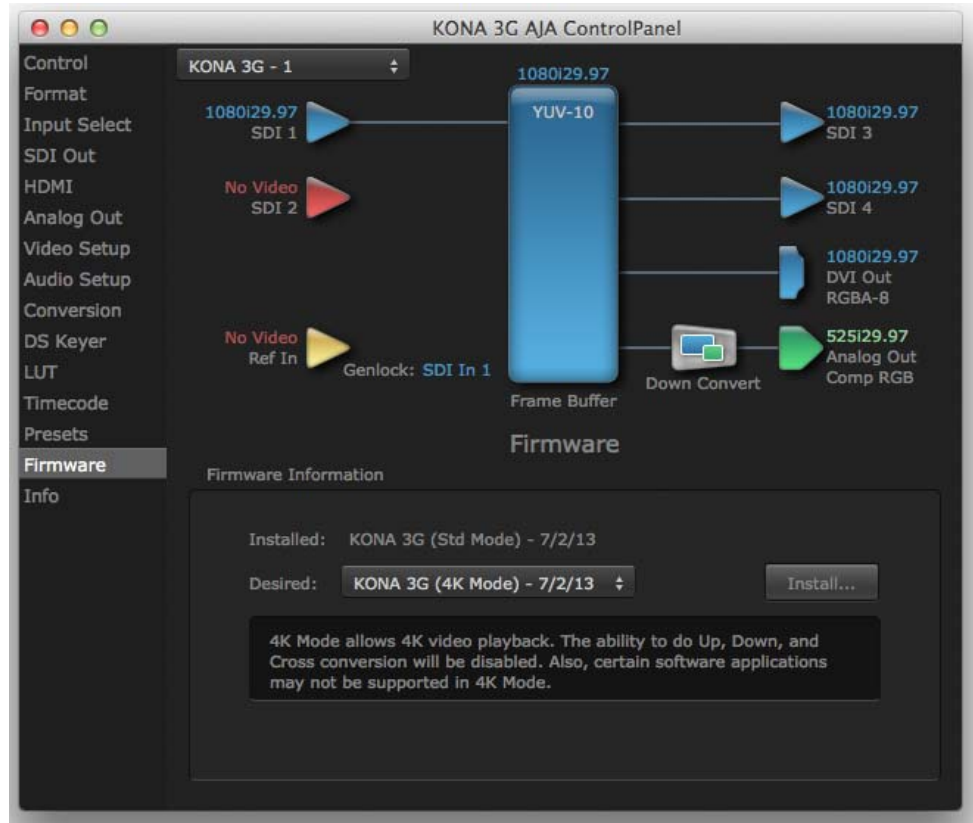 KONA 3G AJA ControlPanel
Control
Format
Input Select
SDI Out
HDMI
Analog Out
Video Setup
Audio Setup
Conversion
DS Keyer
LUT
Timecode
Presets
Firmware
Info
KONA 3G - 1
1080i29.97
YUV-10
Frame Buffer
1080i29.97
SDI 1
No Video
SDI 2
No Video
Ref In
Genlock: SDI In 1
1080i29.97
SDI 3
1080i29.97
SDI 4
1080i29.97
DVI Out
RGBA-8
Down Convert
525i29.97
Analog Out
Comp RGB
Firmware
Firmware Information
Installed: KONA 3G (Std Mode) - 7/2/13
Desired: KONA 3G (4K Mode) - 7/2/13
Install...
4K Mode allows 4K video playback. The ability to do Up, Down, and
Cross conversion will be disabled. Also, certain software applications
may not be supported in 4K Mode.